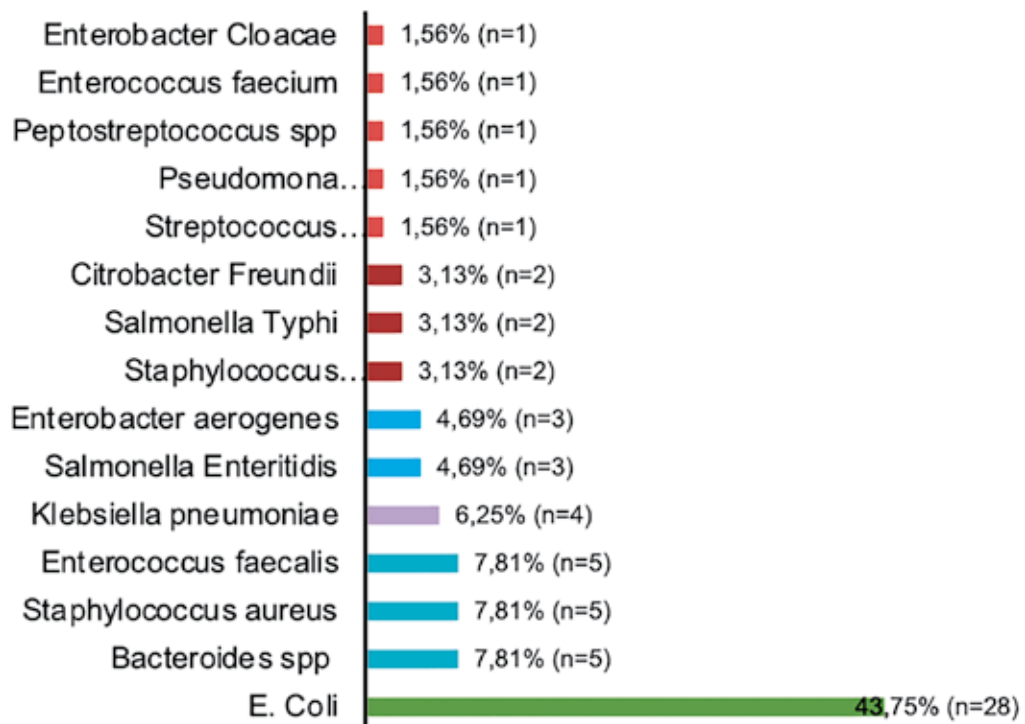 Enterobacter Cloacae 1,56% (n=1)
Enterococcus faecium 1,56% (n=1)
Peptostreptococcus spp 1,56% (n=1)
Pseudomona... 1,56% (n=1)
Streptococcus... 1,56% (n=1)
Citrobacter Freundii 3,13% (n=2)
Salmonella Typhi 3,13% (n=2)
Staphylococcus... 3,13% (n=2)
Enterobacter aerogenes 4,69% (n=3)
Salmonella Enteritidis 4,69% (n=3)
Klebsiella pneumoniae 6,25% (n=4)
Enterococcus faecalis 7,81% (n=5)
Staphylococcus aureus 7,81% (n=5)
Bacteroides spp 7,81% (n=5)
E. Coli 43,75% (n=28)